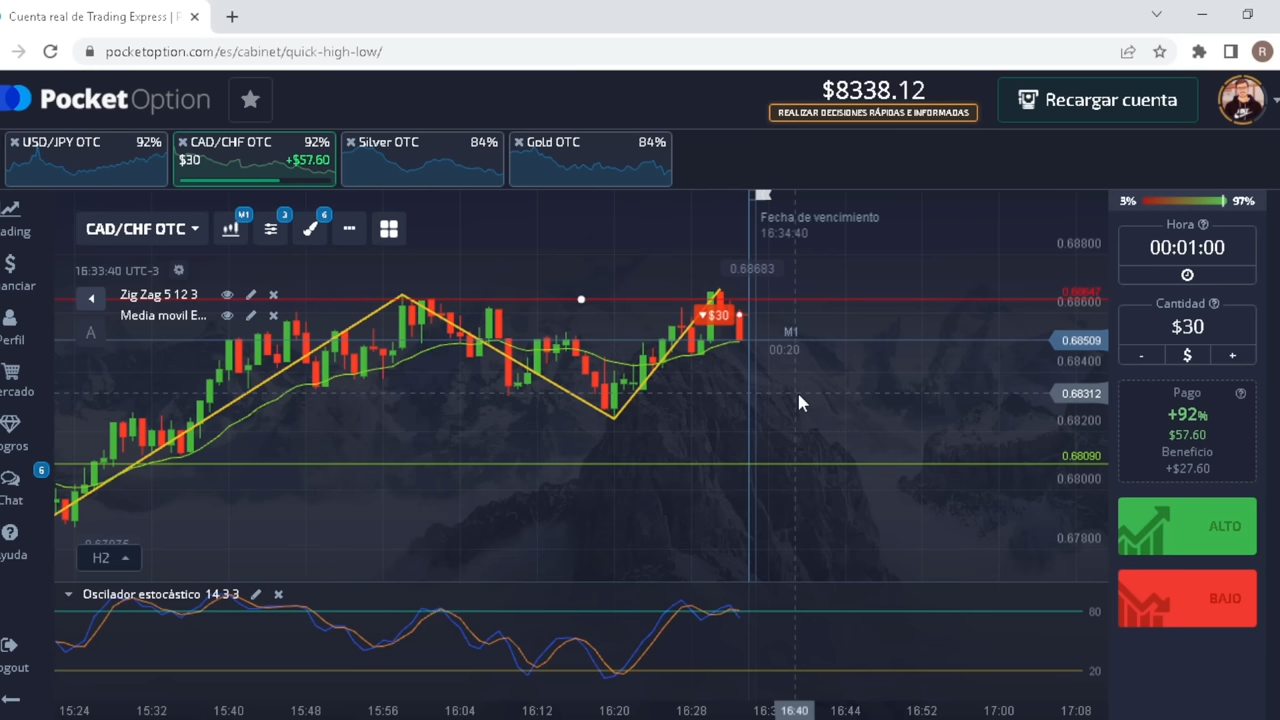 Cuenta real de Trading Express | P
pocketoption.com/es/cabinet/quick-high-low/
R
PocketOption
$8338.12
REALIZAR DECISIONES RÁPIDAS E INFORMADAS
Recargar cuenta
USD/JPY OTC 92%
CAD/CHF OTC 92%
$30 +$57.60
Silver OTC 84%
Gold OTC 84%
3% 97%
ading
nanciar
Perfil
ercado
ogros
6
Chat
yuda
ogout
CAD/CHF OTC
M1
3
6
16:33:40 UTC-3
Zig Zag 5 12 3
Media movil E...
A
Fecha de vencimiento
16:34:40
0.68683
$30
M1
00:20
0.68800
0.68647
0.68600
0.68509
0.68400
0.68312
0.68200
0.68090
0.68000
0.67800
H2
Oscilador estocástico 14 3 3
80
20
15:24 15:32 15:40 15:48 15:56 16:04 16:12 16:20 16:28 16:40 16:44 16:52 17:00 17:08
Hora
00:01:00
Cantidad
$30
- $ +
Pago
+92%
$57.60
Beneficio
+$27.60
ALTO
BAJO